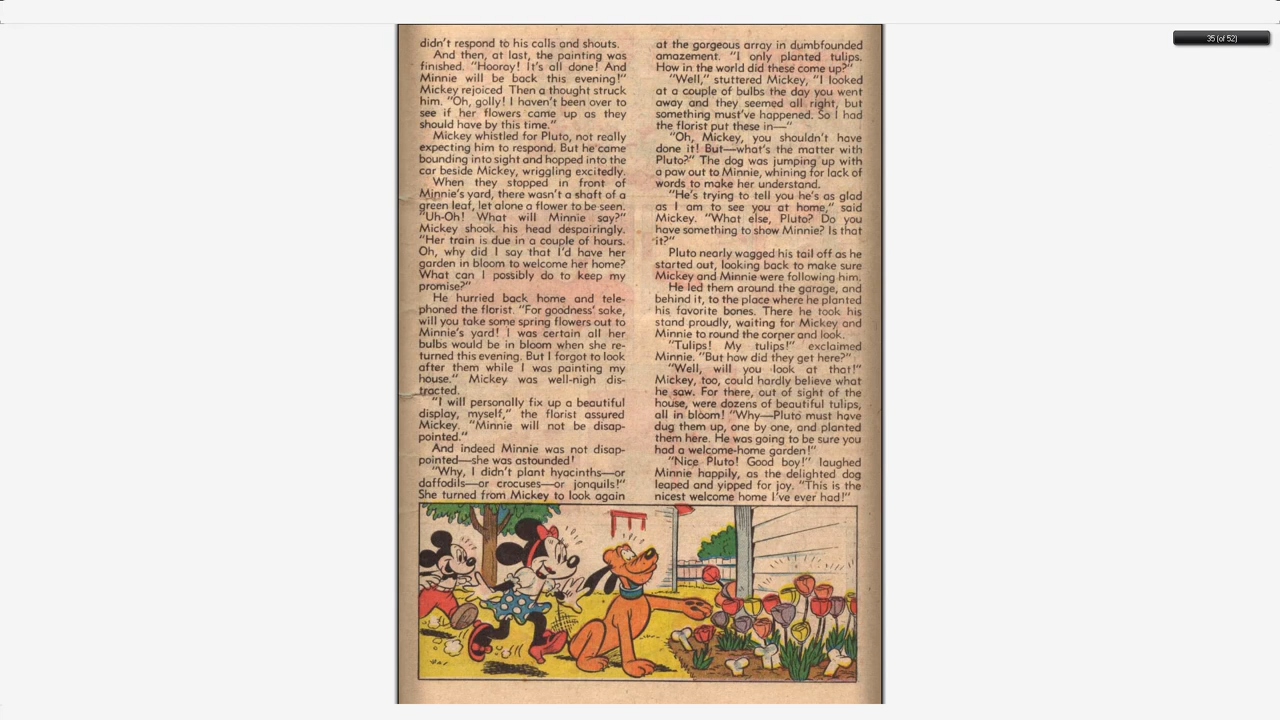 35 (of 52)
didn't respond to his calls and shouts.
And then, at last, the painting was
finished. "Hooray! It's all done! And
Minnie will be back this evening!"
Mickey rejoiced Then a thought struck
him. "Oh, golly! I haven't been over to
see if her flowers came up as they
should have by this time."
Mickey whistled for Pluto, not really
expecting him to respond. But he came
bounding into sight and hopped into the
car beside Mickey, wriggling excitedly.
When they stopped in front of
Minnie's yard, there wasn't a shaft of a
green leaf, let alone a flower to be seen.
"Uh-Oh! What will Minnie say?"
Mickey shook his head despairingly.
"Her train is due in a couple of hours.
Oh, why did I say that I'd have her
garden in bloom to welcome her home?
What can I possibly do to keep my
promise?"
He hurried back home and tele-
phoned the florist. "For goodness' soke,
will you take some spring flowers out to
Minnie's yard! I was certain all her
bulbs would be in bloom when she re-
turned this evening. But I forgot to look
after them while I was painting my
house." Mickey was well-nigh dis-
tracted.
"I will personally fix up a beautiful
display, myself," the florist assured
Mickey. "Minnie will not be disap-
pointed."
And indeed Minnie was not disap-
pointed—she was astounded!
"Why, I didn't plant hyacinths—or
daffodils—or crocuses—or jonquils!"
She turned from Mickey to look again
at the gorgeous array in dumbfounded
amazement. "I only planted tulips.
How in the world did these come up?"
"Well," stuttered Mickey, "I looked
at a couple of bulbs the day you went
away and they seemed all right, but
something must've happened. So I had
the florist put these in—"
"Oh, Mickey, you shouldn't have
done it! But—what's the matter with
Pluto?" The dog was jumping up with
a paw out to Minnie, whining for lack of
words to make her understand.
"He's trying to tell you he's as glad
as I am to see you at home," said
Mickey. "What else, Pluto? Do you
have something to show Minnie? Is that
it?"
Pluto nearly wagged his tail off as he
started out, looking back to make sure
Mickey and Minnie were following him.
He led them around the garage, and
behind it, to the place where he planted
his favorite bones. There he took his
stand proudly, waiting for Mickey and
Minnie to round the corner and look.
"Tulips! My tulips!" exclaimed
Minnie. "But how did they get here?"
"Well, will you look at that!"
Mickey, too, could hardly believe what
he saw. For there, out of sight of the
house, were dozens of beautiful tulips,
all in bloom! "Why—Pluto must have
dug them up, one by one, and planted
them here. He was going to be sure you
had a welcome-home garden!"
"Nice Pluto! Good boy!" laughed
Minnie happily, as the delighted dog
leaped and yipped for joy. "This is the
nicest welcome home I've ever had!"